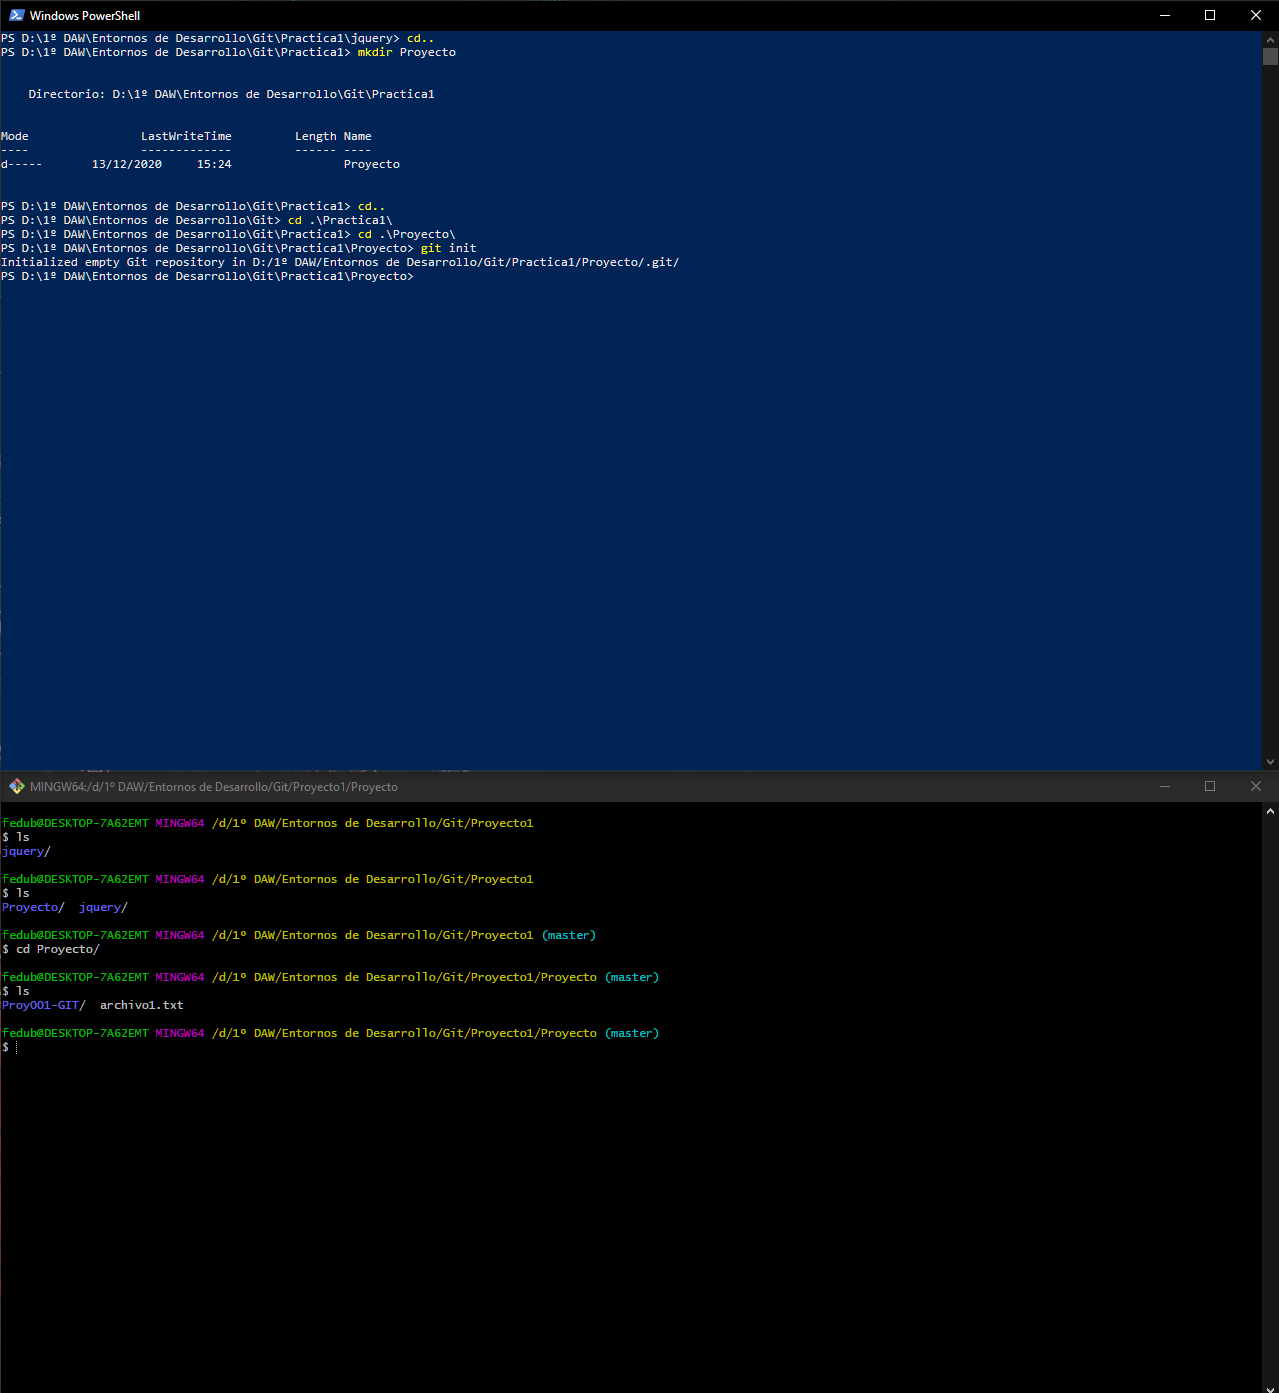 Windows PowerShell
PS D:\1º DAW\Entornos de Desarrollo\Git\Practica1\jquery> cd..
PS D:\1º DAW\Entornos de Desarrollo\Git\Practica1> mkdir Proyecto
Directorio: D:\1º DAW\Entornos de Desarrollo\Git\Practica1
Mode                LastWriteTime         Length Name
----                -------------         ------ ----
d-----       13/12/2020     15:24                Proyecto
PS D:\1º DAW\Entornos de Desarrollo\Git\Practica1> cd..
PS D:\1º DAW\Entornos de Desarrollo\Git> cd .\Practica1\
PS D:\1º DAW\Entornos de Desarrollo\Git\Practica1> cd .\Proyecto\
PS D:\1º DAW\Entornos de Desarrollo\Git\Practica1\Proyecto> git init
Initialized empty Git repository in D:/1º DAW/Entornos de Desarrollo/Git/Practica1/Proyecto/.git/
PS D:\1º DAW\Entornos de Desarrollo\Git\Practica1\Proyecto>
MINGW64:/d/1º DAW/Entornos de Desarrollo/Git/Proyecto1/Proyecto
fedub@DESKTOP-7A62EMT MINGW64 /d/1º DAW/Entornos de Desarrollo/Git/Proyecto1
$ ls
jquery/
fedub@DESKTOP-7A62EMT MINGW64 /d/1º DAW/Entornos de Desarrollo/Git/Proyecto1
$ ls
Proyecto/  jquery/
fedub@DESKTOP-7A62EMT MINGW64 /d/1º DAW/Entornos de Desarrollo/Git/Proyecto1 (master)
$ cd Proyecto/
fedub@DESKTOP-7A62EMT MINGW64 /d/1º DAW/Entornos de Desarrollo/Git/Proyecto1/Proyecto (master)
$ ls
Proy001-GIT/  archivo1.txt
fedub@DESKTOP-7A62EMT MINGW64 /d/1º DAW/Entornos de Desarrollo/Git/Proyecto1/Proyecto (master)
$